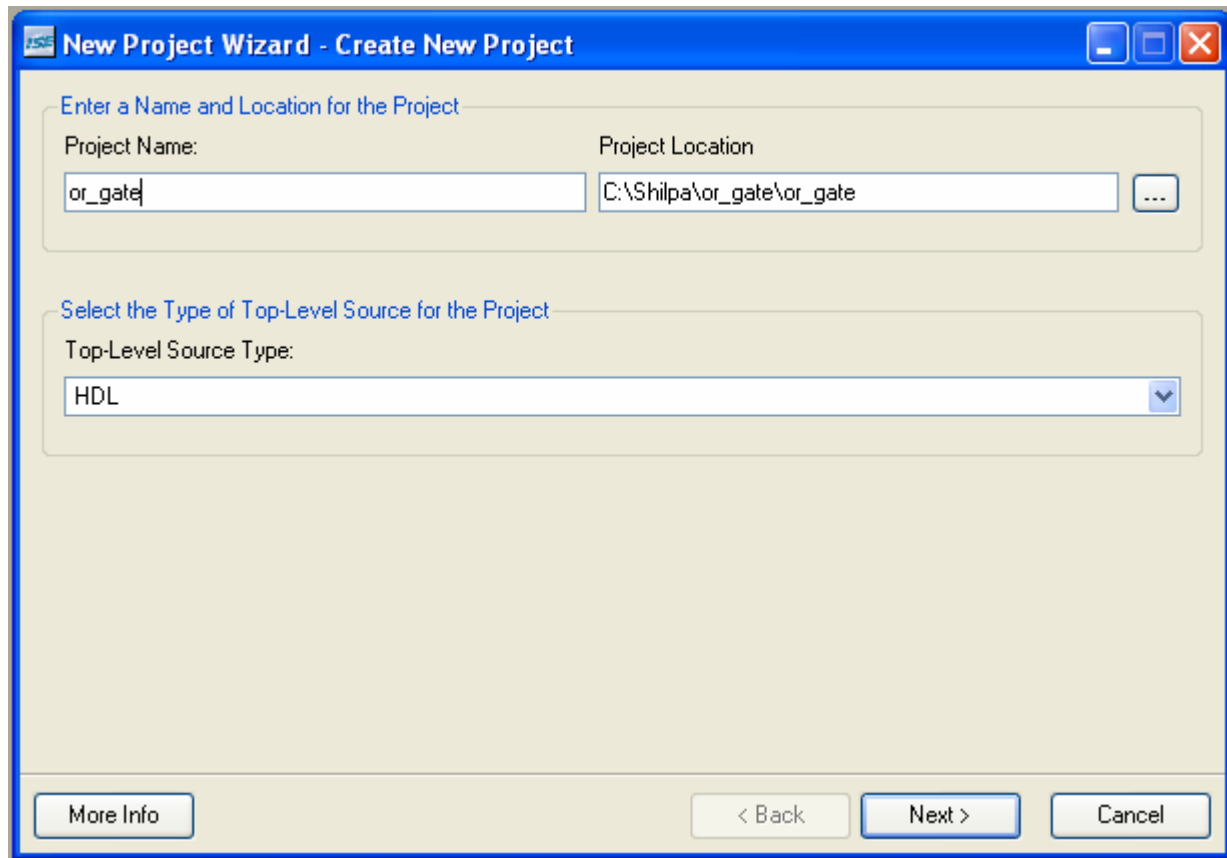 ISE New Project Wizard - Create New Project
Enter a Name and Location for the Project
Project Name: Project Location
or_gate C:\Shilpa\or_gate\or_gate ...
Select the Type of Top-Level Source for the Project
Top-Level Source Type:
HDL
More Info < Back Next > Cancel